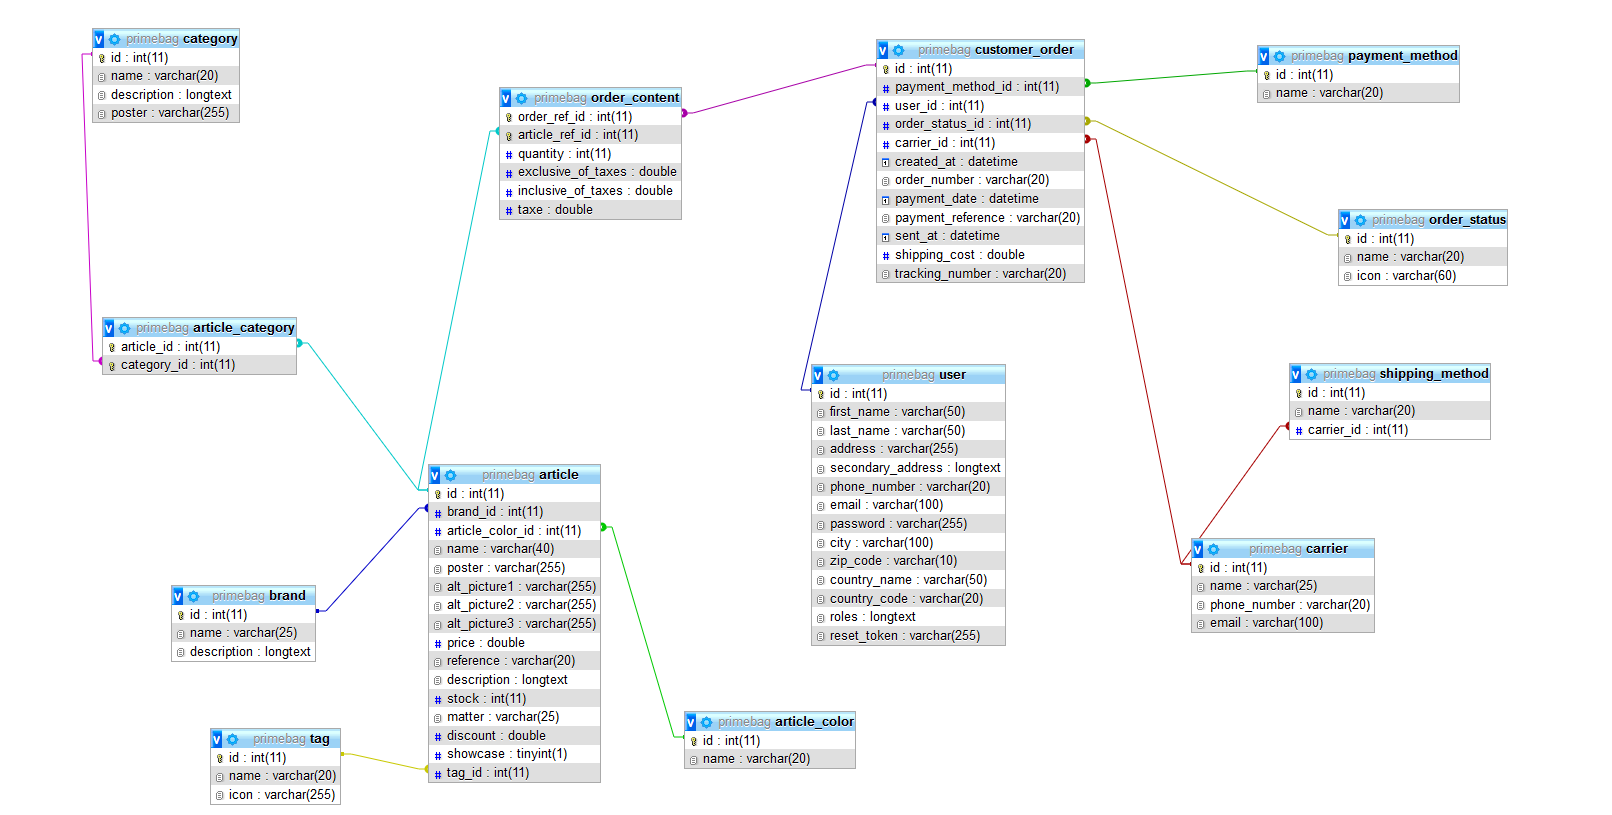 primebag category
id : int(11)
name : varchar(20)
description : longtext
poster : varchar(255)
primebag order_content
order_ref_id : int(11)
article_ref_id : int(11)
quantity : int(11)
exclusive_of_taxes : double
inclusive_of_taxes : double
taxe : double
primebag customer_order
id : int(11)
payment_method_id : int(11)
user_id : int(11)
order_status_id : int(11)
carrier_id : int(11)
created_at : datetime
order_number : varchar(20)
payment_date : datetime
payment_reference : varchar(20)
sent_at : datetime
shipping_cost : double
tracking_number : varchar(20)
primebag payment_method
id : int(11)
name : varchar(20)
primebag order_status
id : int(11)
name : varchar(20)
icon : varchar(60)
primebag article_category
article_id : int(11)
category_id : int(11)
primebag user
id : int(11)
first_name : varchar(50)
last_name : varchar(50)
address : varchar(255)
secondary_address : longtext
phone_number : varchar(20)
email : varchar(100)
password : varchar(255)
city : varchar(100)
zip_code : varchar(10)
country_name : varchar(50)
country_code : varchar(20)
roles : longtext
reset_token : varchar(255)
primebag shipping_method
id : int(11)
name : varchar(20)
carrier_id : int(11)
primebag article
id : int(11)
brand_id : int(11)
article_color_id : int(11)
name : varchar(40)
poster : varchar(255)
alt_picture1 : varchar(255)
alt_picture2 : varchar(255)
alt_picture3 : varchar(255)
price : double
reference : varchar(20)
description : longtext
stock : int(11)
matter : varchar(25)
discount : double
showcase : tinyint(1)
tag_id : int(11)
primebag carrier
id : int(11)
name : varchar(25)
phone_number : varchar(20)
email : varchar(100)
primebag brand
id : int(11)
name : varchar(25)
description : longtext
primebag article_color
id : int(11)
name : varchar(20)
primebag tag
id : int(11)
name : varchar(20)
icon : varchar(255)